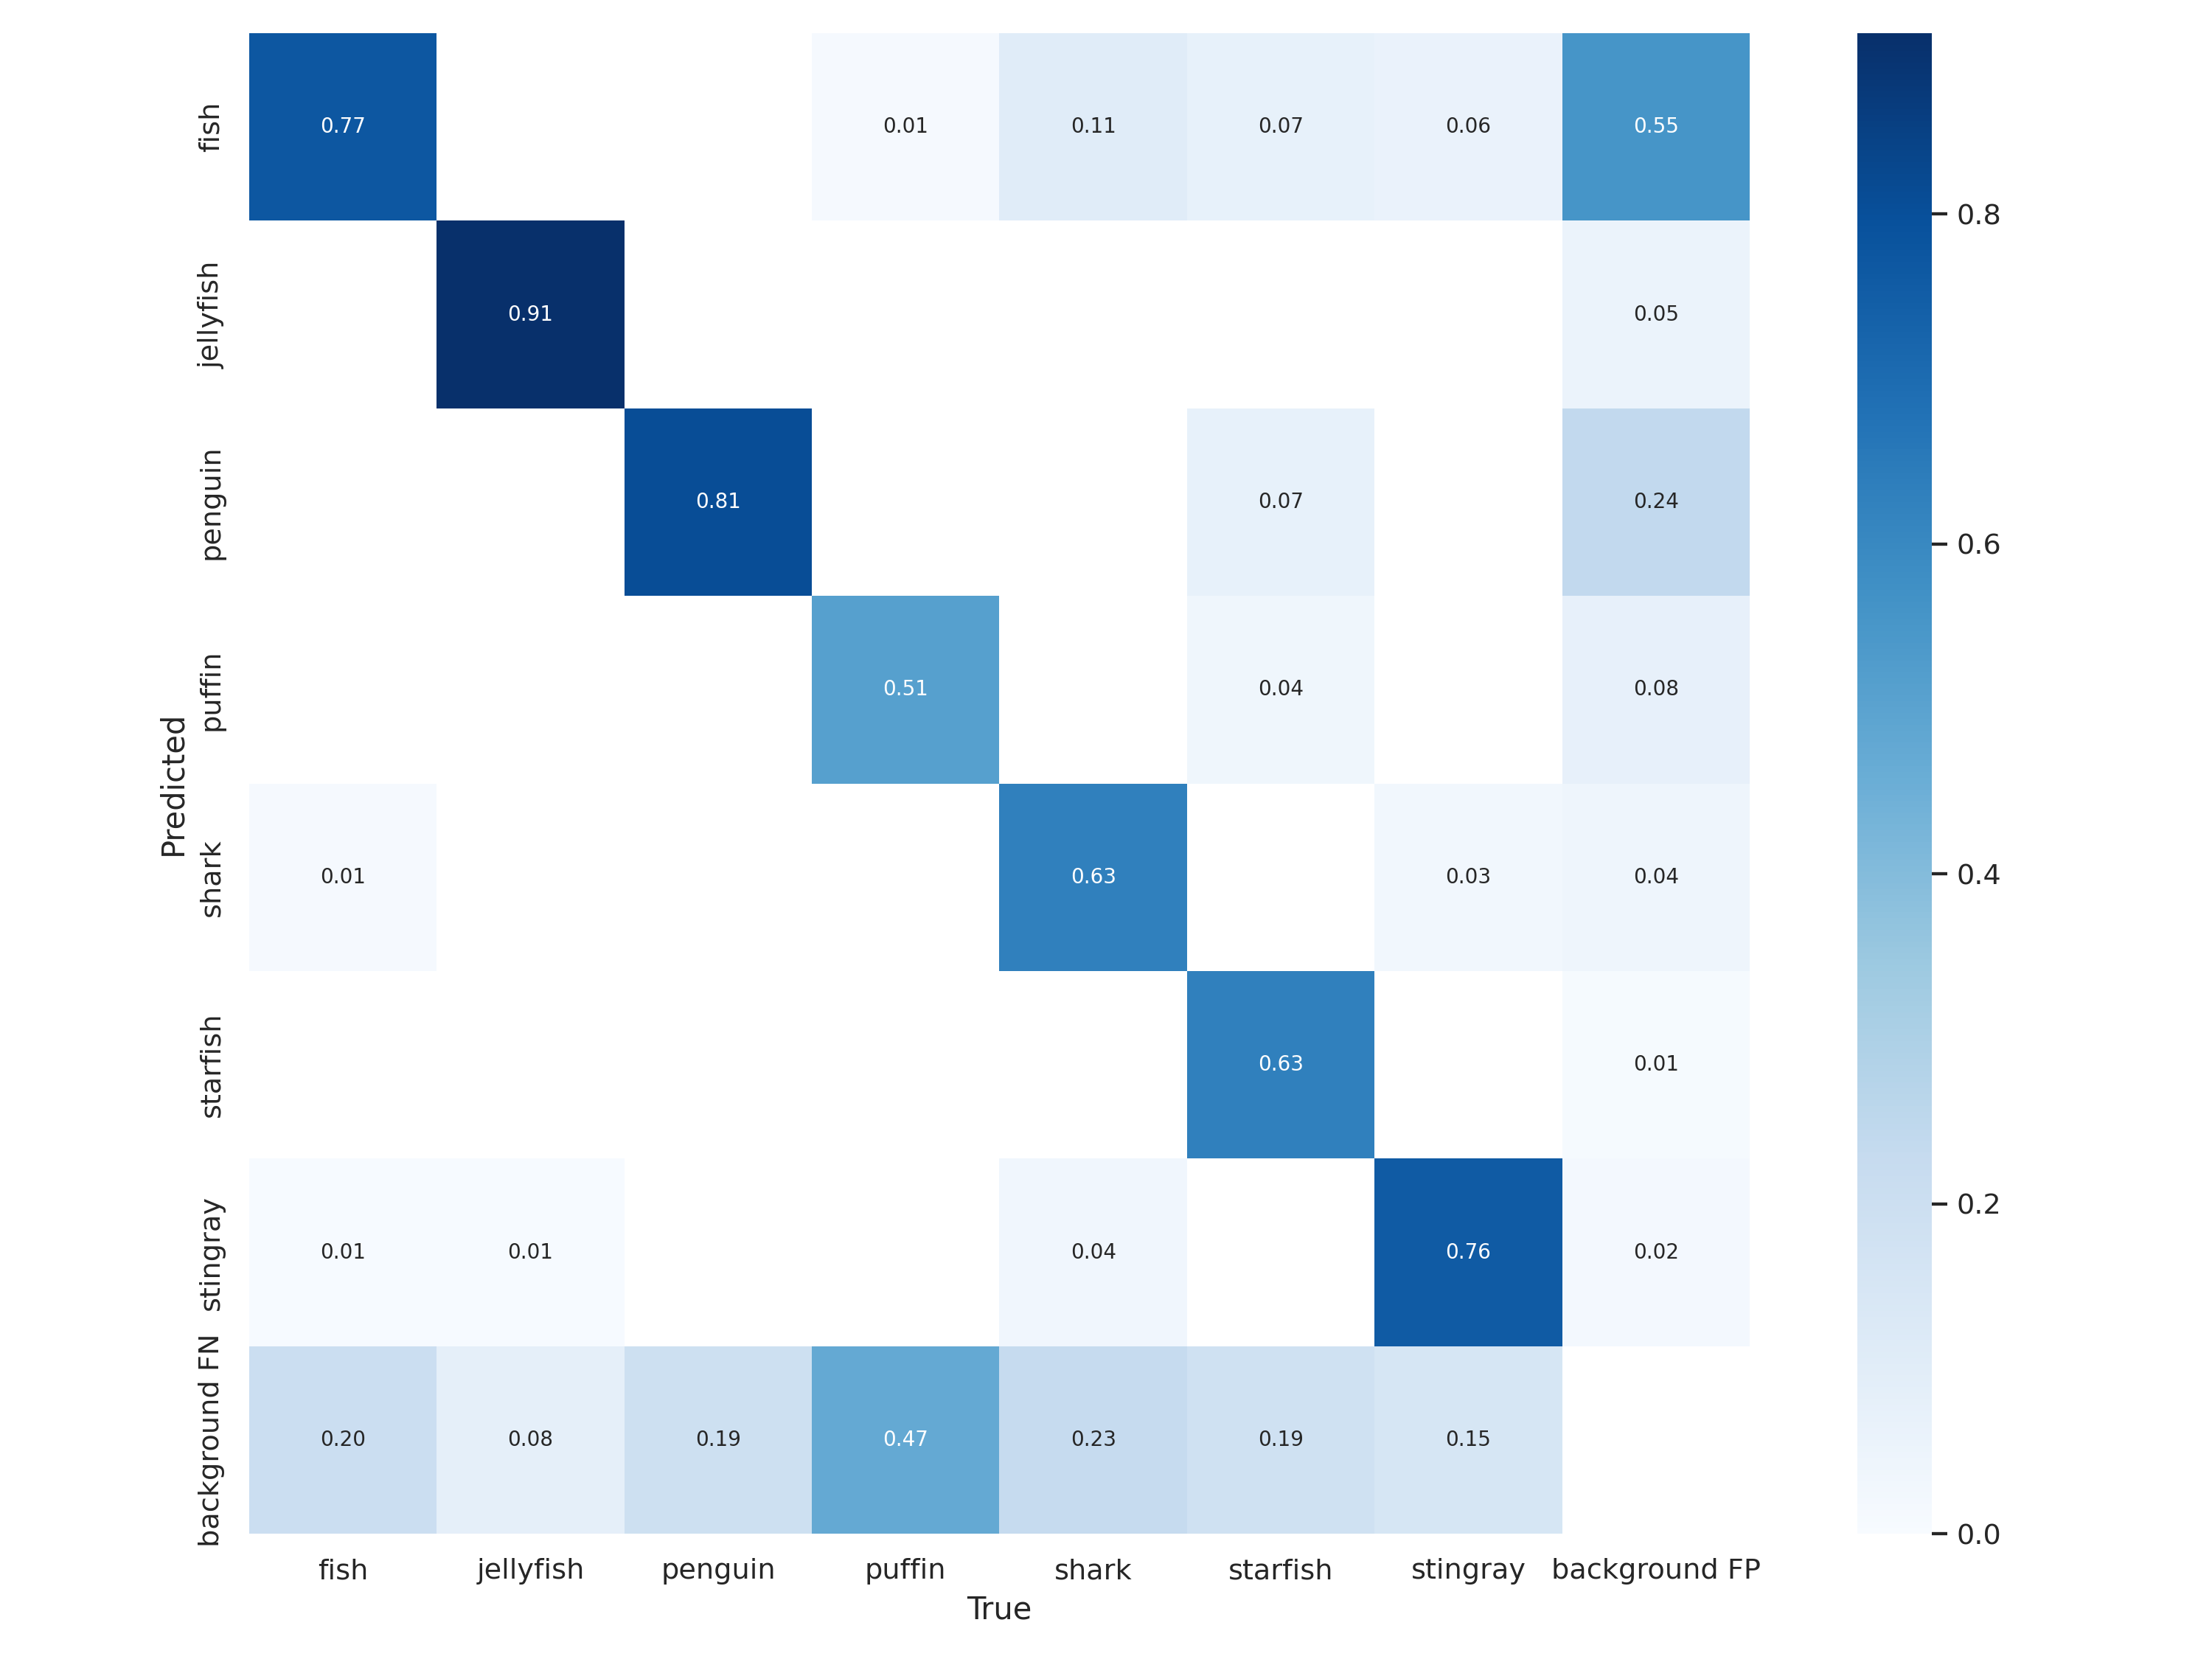 fish 0.77 0.01 0.11 0.07 0.06 0.55
0.8
jellyfish 0.91 0.05
penguin 0.81 0.07 0.24
0.6
puffin 0.51 0.04 0.08
Predicted
shark 0.01 0.63 0.03 0.04
0.4
starfish 0.63 0.01
stingray 0.01 0.01 0.04 0.76 0.02
0.2
background FN 0.20 0.08 0.19 0.47 0.23 0.19 0.15
0.0
fish jellyfish penguin puffin shark starfish stingray background FP
True